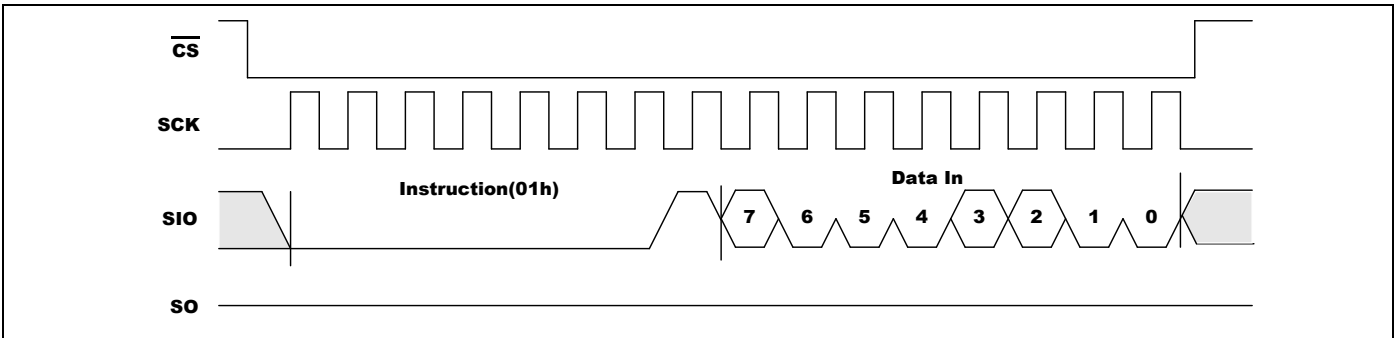 CS
SCK
Instruction(01h)
Data In
SIO
7 6 5 4 3 2 1 0
SO